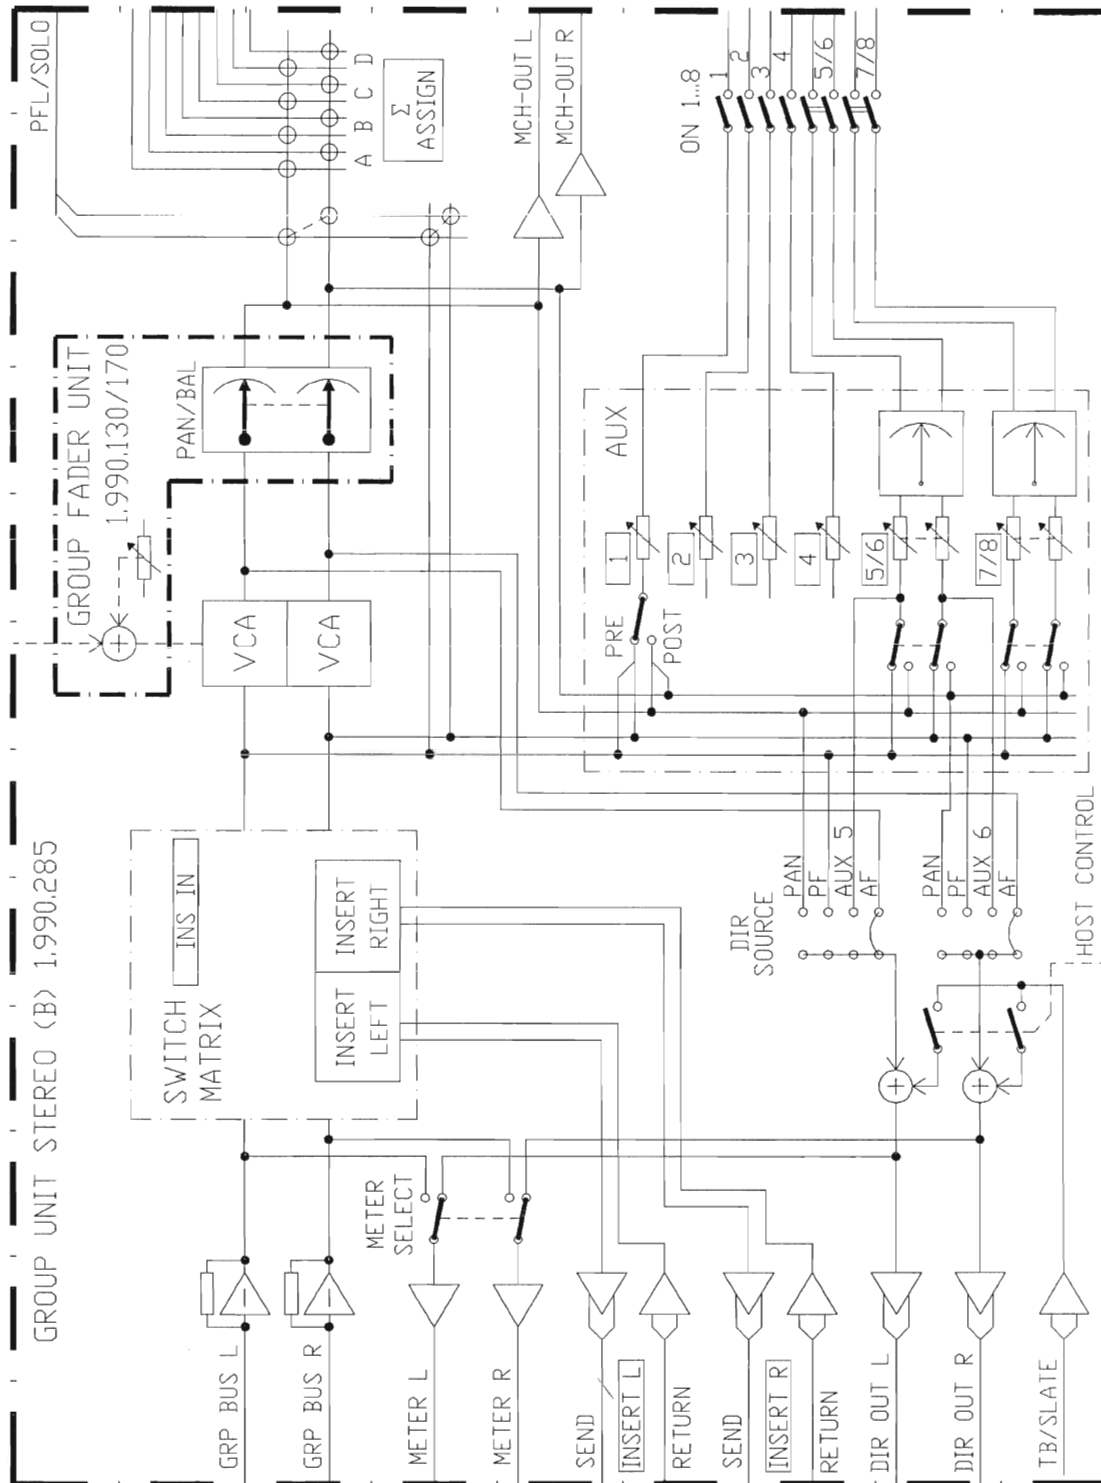 GROUP UNIT STEREO (B) 1.990.285
GRP BUS L
GRP BUS R
METER L
METER R
SEND
INSERT L
RETURN
SEND
INSERT R
RETURN
DIR OUT L
DIR OUT R
TB/SLATE
METER
SELECT
SWITCH
MATRIX
INS IN
INSERT
LEFT
INSERT
RIGHT
DIR
SOURCE
PAN
PF
AUX 5
AF
PAN
PF
AUX 6
AF
HOST CONTROL
GROUP FADER UNIT
1.990.130/170
VCA
VCA
PAN/BAL
AUX
PRE
POST
1
2
3
4
5/6
7/8
PFL/SOLO
A B C D
Σ
ASSIGN
MCH-OUT L
MCH-OUT R
ON 1...8
1
2
3
4
5/6
7/8